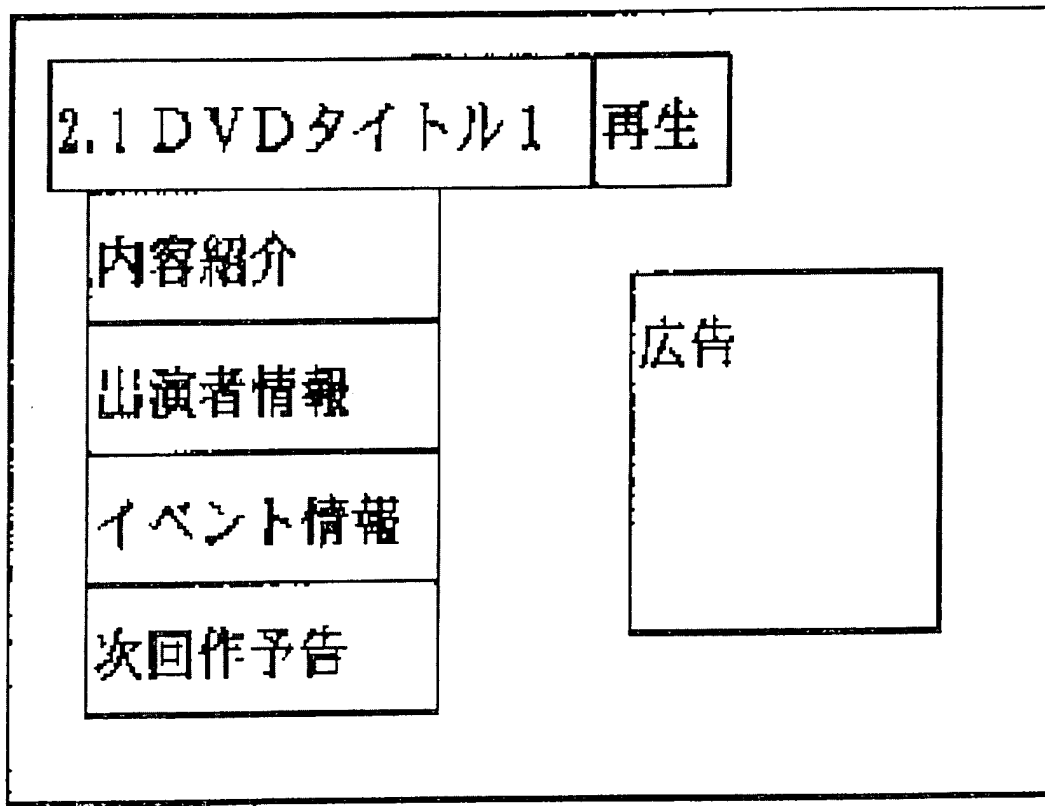 2.1 DVDタイトル1 再生
内容紹介
広告
出演者情報
イベント情報
次回作予告